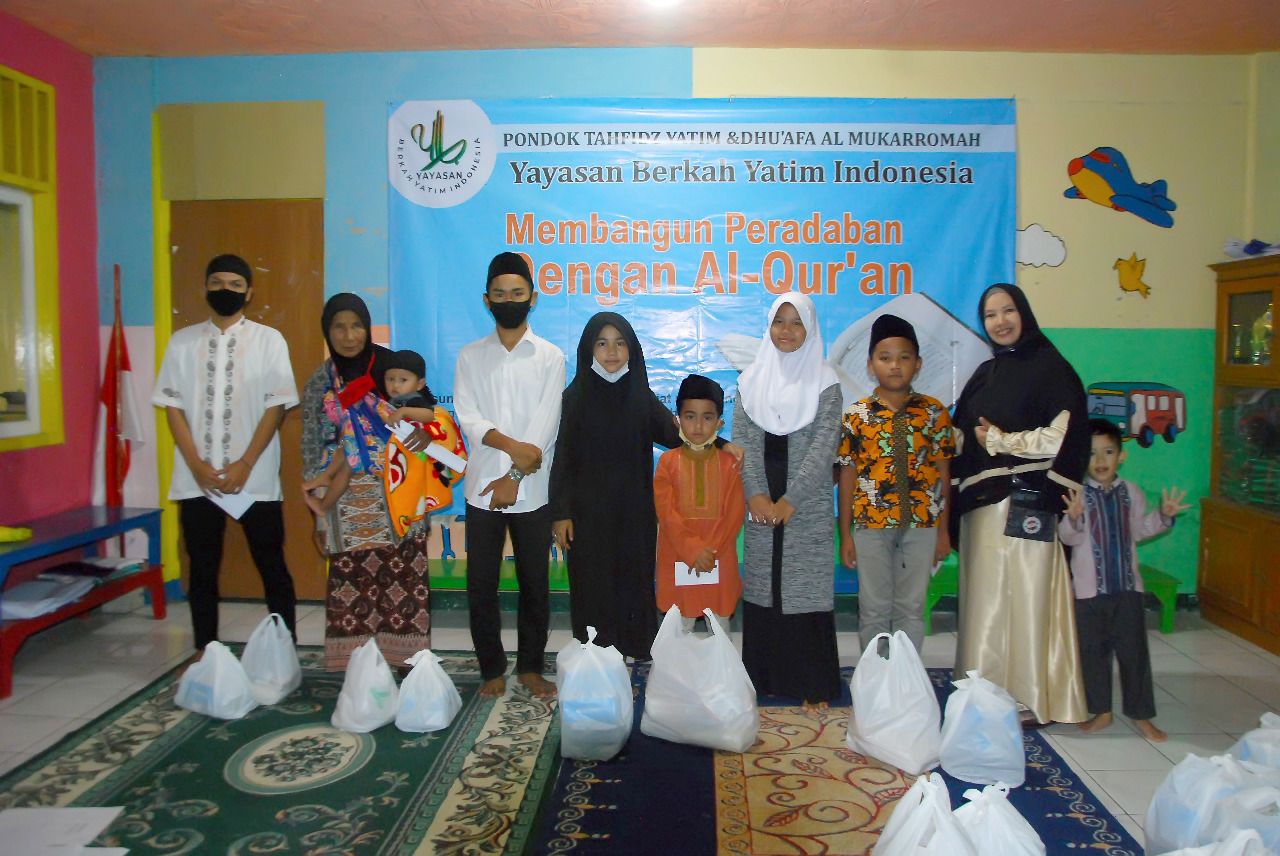 BERKAH YATIM INDONESIA
YAYASAN
PONDOK TAHFIDZ YATIM &DHU'AFA AL MUKARROMAH
Yayasan Berkah Yatim Indonesia
Membangun Peradaban
Dengan Al-Qur'an